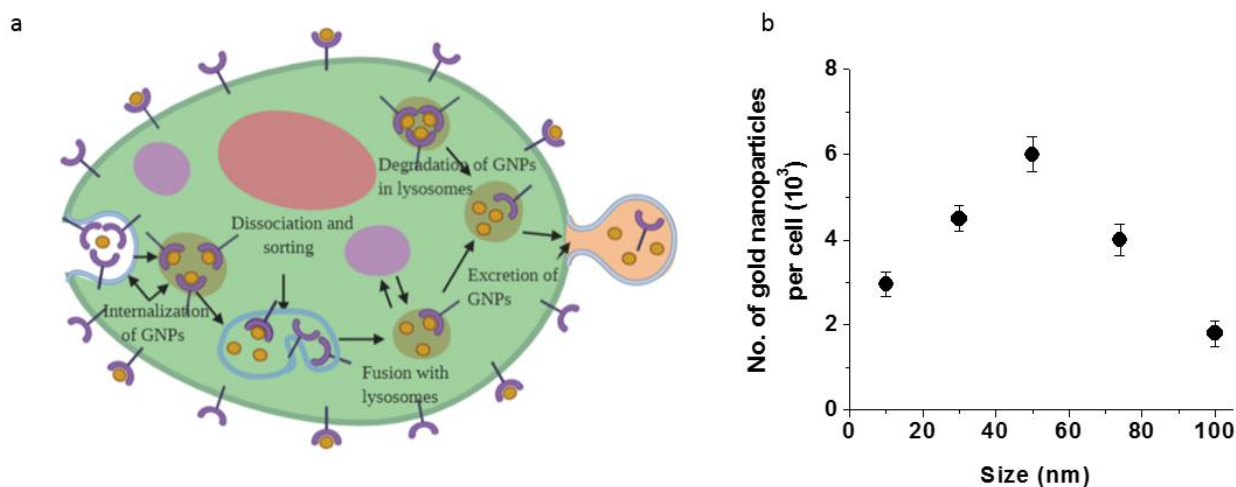 a
Degradation of GNPs
in lysosomes
Dissociation and
sorting
Internalization
of GNPs
Excretion of
GNPs
Fusion with
lysosomes
b
No. of gold nanoparticles
per cell (10³)
8
6
4
2
0
0 20 40 60 80 100
Size (nm)